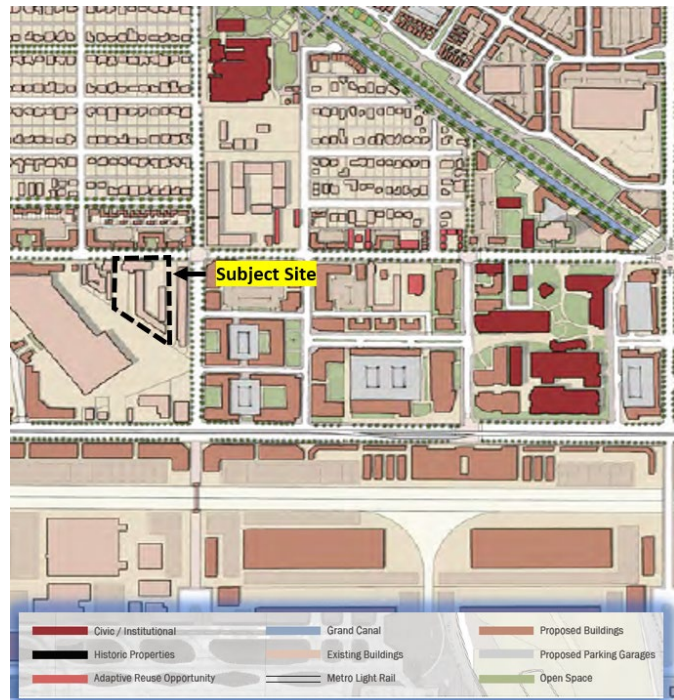 Subject Site
Civic / Institutional
Grand Canal
Proposed Buildings
Historic Properties
Existing Buildings
Proposed Parking Garages
Adaptive Reuse Opportunity
Metro Light Rail
Open Space